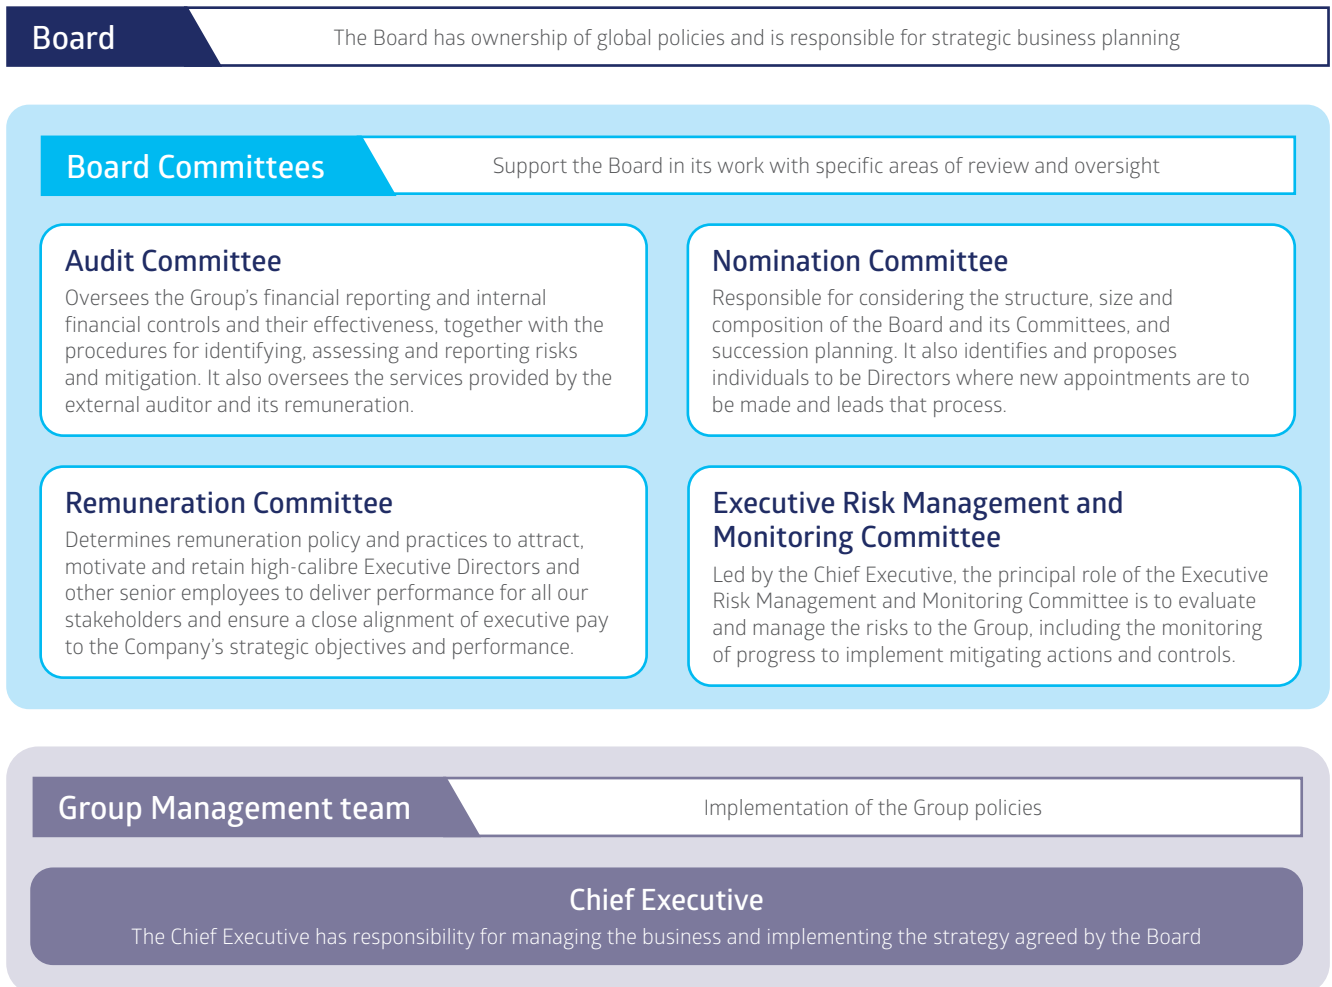 Board
The Board has ownership of global policies and is responsible for strategic business planning
Board Committees
Support the Board in its work with specific areas of review and oversight
Audit Committee
Oversees the Group’s financial reporting and internal
financial controls and their effectiveness, together with the
procedures for identifying, assessing and reporting risks
and mitigation. It also oversees the services provided by the
external auditor and its remuneration.
Nomination Committee
Responsible for considering the structure, size and
composition of the Board and its Committees, and
succession planning. It also identifies and proposes
individuals to be Directors where new appointments are to
be made and leads that process.
Remuneration Committee
Determines remuneration policy and practices to attract,
motivate and retain high-calibre Executive Directors and
other senior employees to deliver performance for all our
stakeholders and ensure a close alignment of executive pay
to the Company’s strategic objectives and performance.
Executive Risk Management and
Monitoring Committee
Led by the Chief Executive, the principal role of the Executive
Risk Management and Monitoring Committee is to evaluate
and manage the risks to the Group, including the monitoring
of progress to implement mitigating actions and controls.
Group Management team
Implementation of the Group policies
Chief Executive
The Chief Executive has responsibility for managing the business and implementing the strategy agreed by the Board